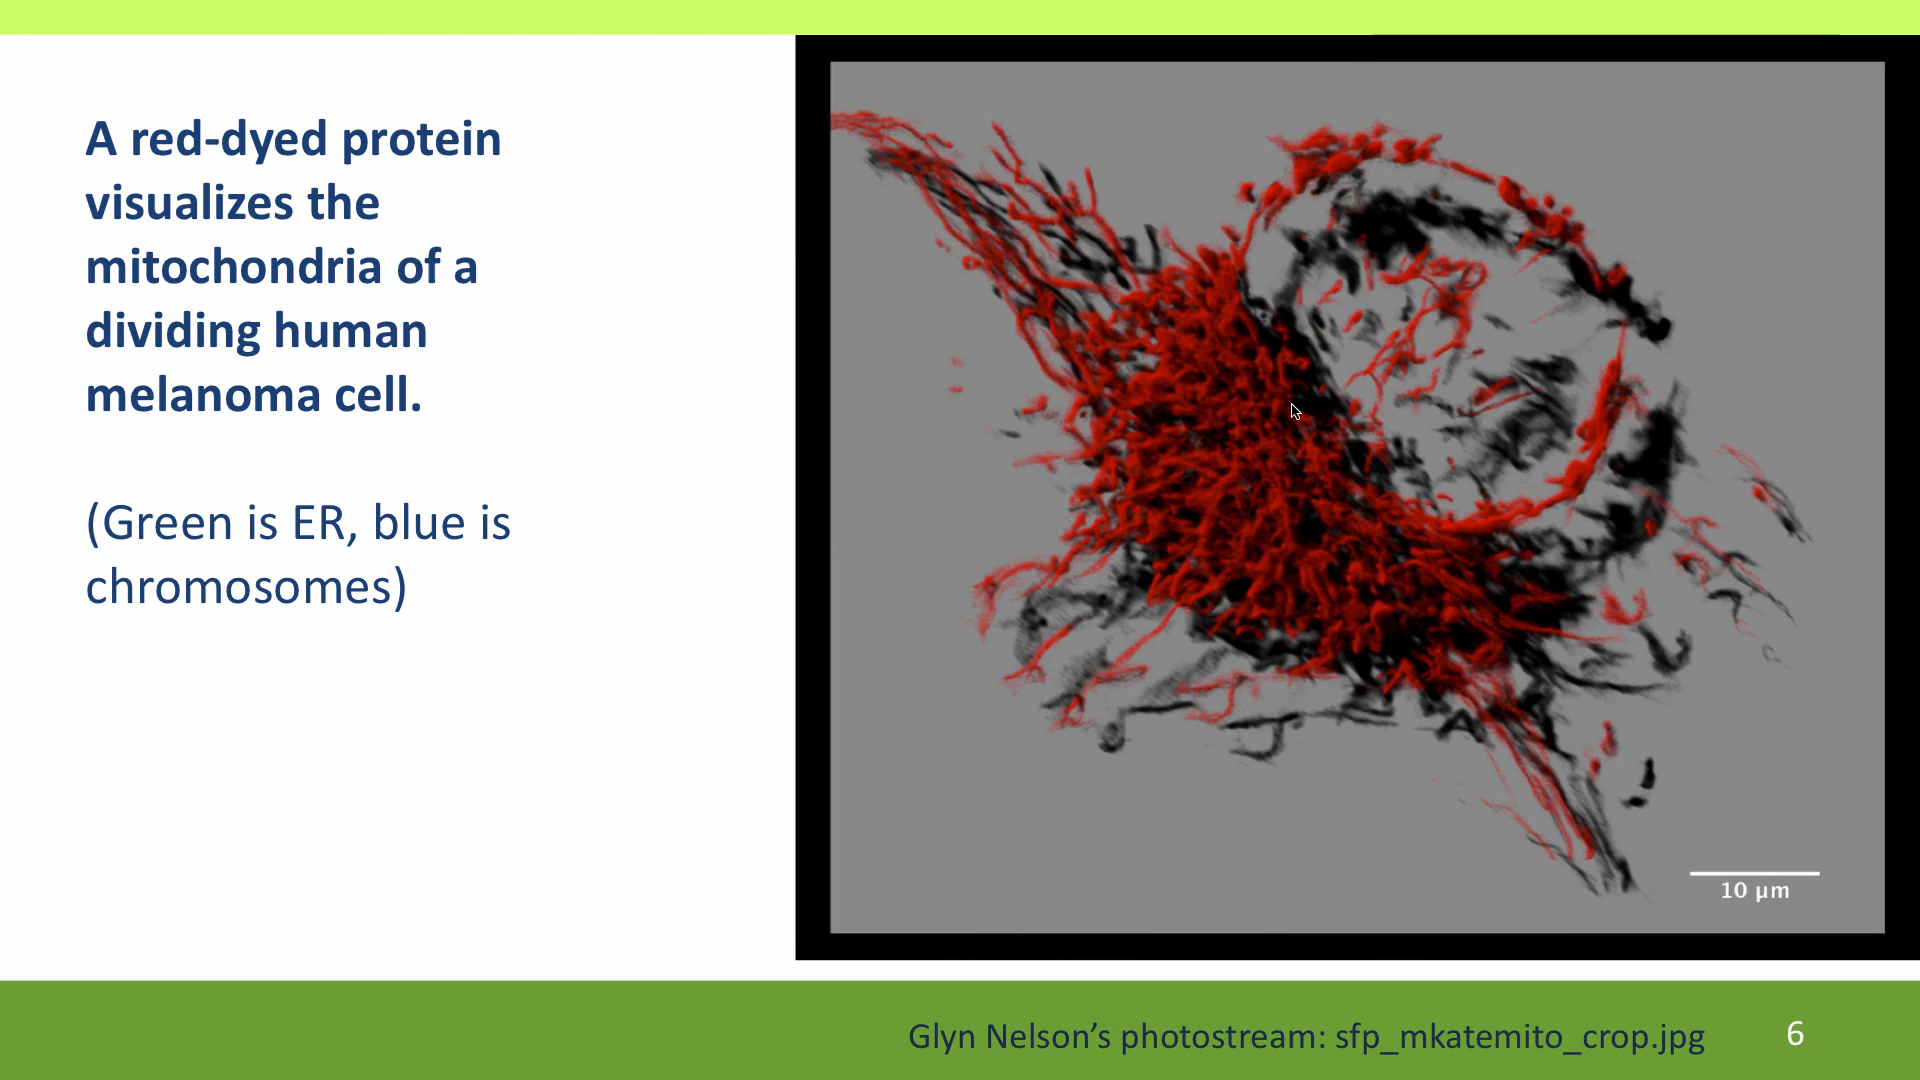 A red-dyed protein
visualizes the
mitochondria of a
dividing human
melanoma cell.
(Green is ER, blue is
chromosomes)
10 µm
Glyn Nelson’s photostream: sfp_mkatemito_crop.jpg
6